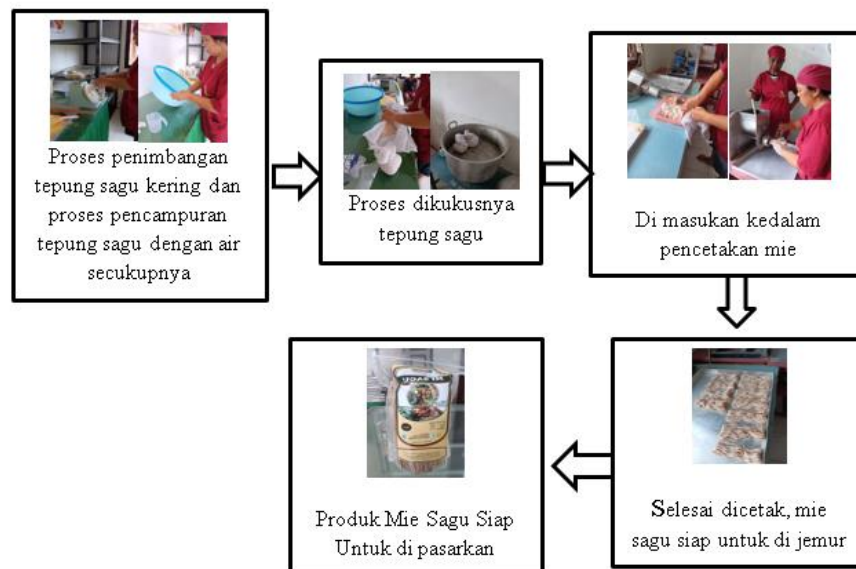 Proses penimbangan
tepung sagu kering dan
proses pencampuran
tepung sagu dengan air
secukupnya
Proses dikukusnya
tepung sagu
Di masukan kedalam
pencetakan mie
Selesai dicetak, mie
sagu siap untuk di jemur
Produk Mie Sagu Siap
Untuk di pasarkan